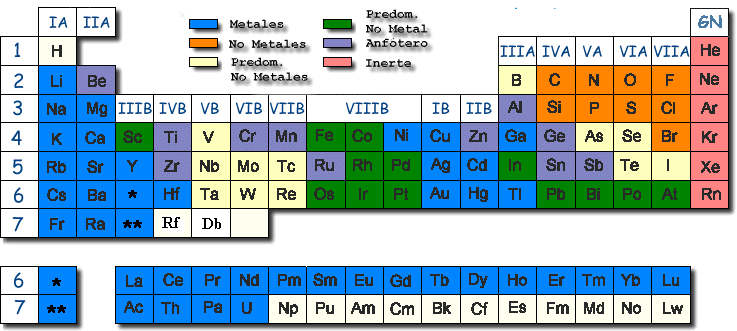 IA IIA Metales Predom. No Metal GN
No Metales Anfótero
Predom. No Metales Inerte
1 H IIIA IVA VA VIA VIIA He
2 Li Be B C N O F Ne
3 Na Mg IIIB IVB VB VIB VIIB VIIIB IB IIB Al Si P S Cl Ar
4 K Ca Sc Ti V Cr Mn Fe Co Ni Cu Zn Ga Ge As Se Br Kr
5 Rb Sr Y Zr Nb Mo Tc Ru Rh Pd Ag Cd In Sn Sb Te I Xe
6 Cs Ba * Hf Ta W Re Os Ir Pt Au Hg Tl Pb Bi Po At Rn
7 Fr Ra ** Rf Db
6 * La Ce Pr Nd Pm Sm Eu Gd Tb Dy Ho Er Tm Yb Lu
7 ** Ac Th Pa U Np Pu Am Cm Bk Cf Es Fm Md No Lw